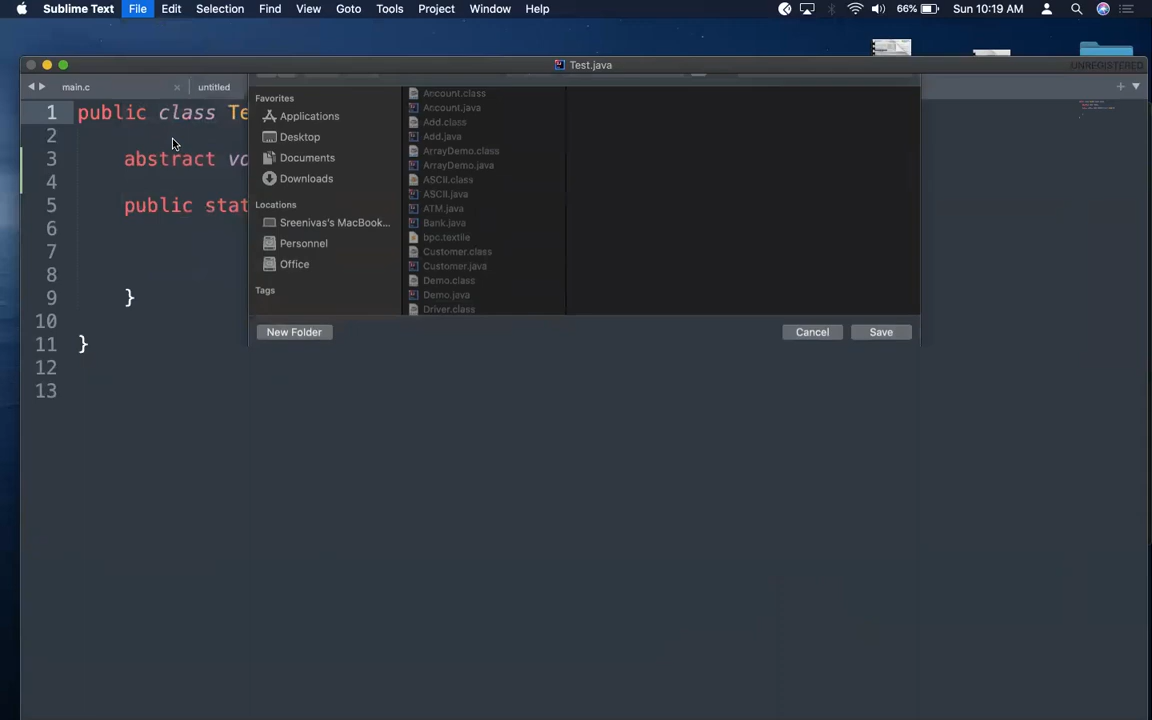 Sublime Text File Edit Selection Find View Goto Tools Project Window Help 66% Sun 10:19 AM
Test.java
UNREGISTERED
main.c untitled
1 public class Te
2
3 abstract vo
4
5 public stat
6
7
8
9 }
10
11 }
12
13
Favorites
Applications
Desktop
Documents
Downloads
Locations
Sreenivas's MacBook...
Personnel
Office
Tags
Account.class
Account.java
Add.class
Add.java
ArrayDemo.class
ArrayDemo.java
ASCII.class
ASCII.java
ATM.java
Bank.java
bpc.textile
Customer.class
Customer.java
Demo.class
Demo.java
Driver.class
New Folder Cancel Save